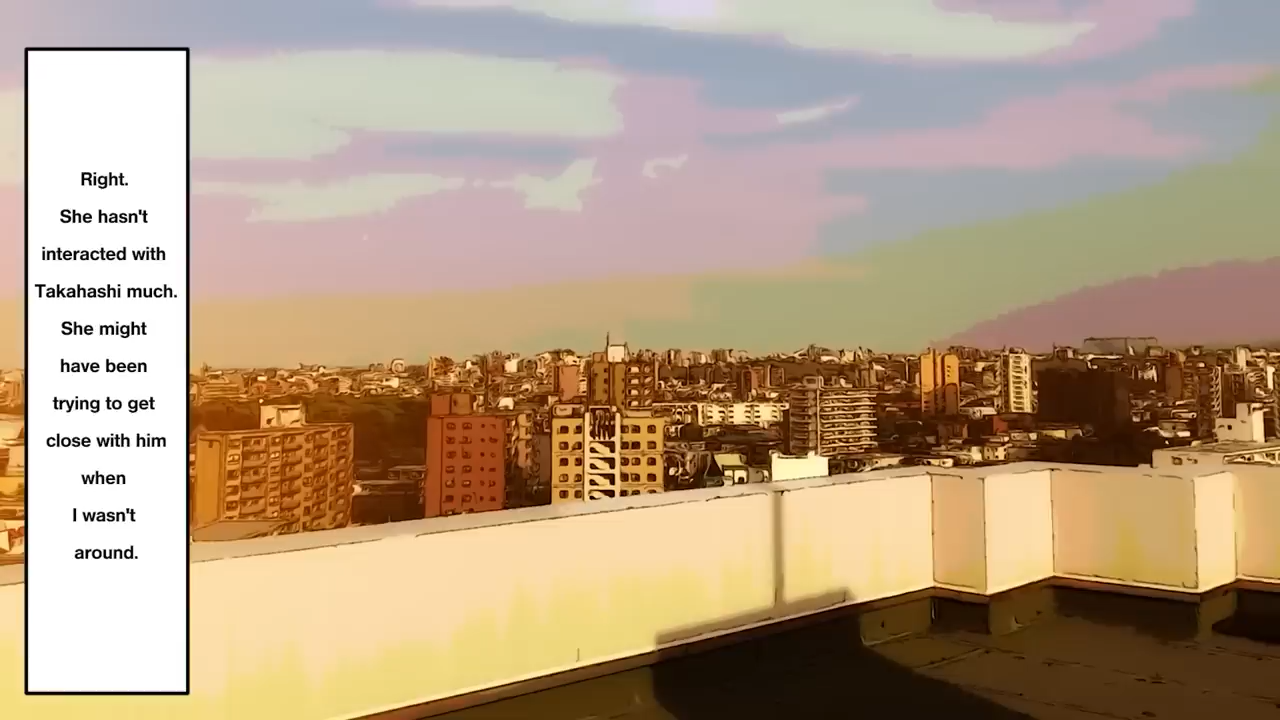 Right.
She hasn't
interacted with
Takahashi much.
She might
have been
trying to get
close with him
when
I wasn't
around.